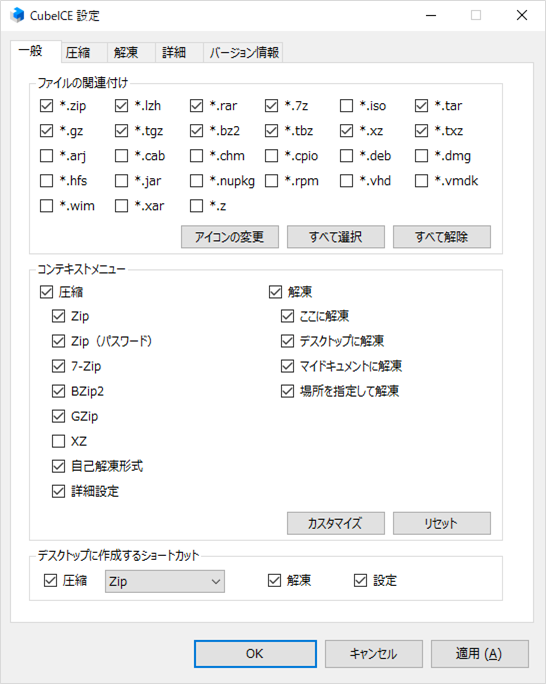 CubeICE 設定
一般 圧縮 解凍 詳細 バージョン情報
ファイルの関連付け
*.zip *.lzh *.rar *.7z *.iso *.tar
*.gz *.tgz *.bz2 *.tbz *.xz *.txz
*.arj *.cab *.chm *.cpio *.deb *.dmg
*.hfs *.jar *.nupkg *.rpm *.vhd *.vmdk
*.wim *.xar *.z
アイコンの変更 すべて選択 すべて解除
コンテキストメニュー
圧縮 解凍
Zip ここに解凍
Zip（パスワード） デスクトップに解凍
7-Zip マイドキュメントに解凍
BZip2 場所を指定して解凍
GZip
XZ
自己解凍形式
詳細設定
カスタマイズ リセット
デスクトップに作成するショートカット
圧縮 Zip 解凍 設定
OK キャンセル 適用 (A)